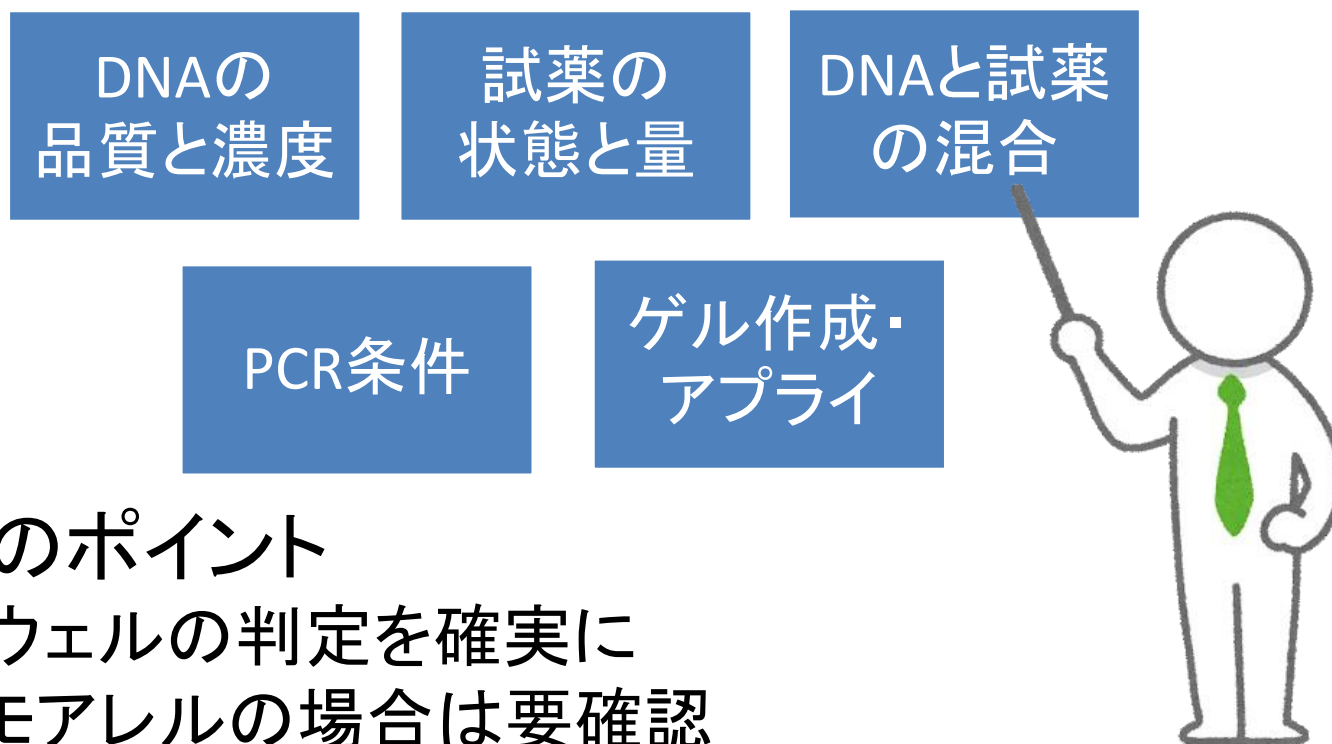 DNAの
品質と濃度
試薬の
状態と量
DNAと試薬
の混合
PCR条件
ゲル作成・
アプライ
のポイント
ウェルの判定を確実に
モアレルの場合は要確認